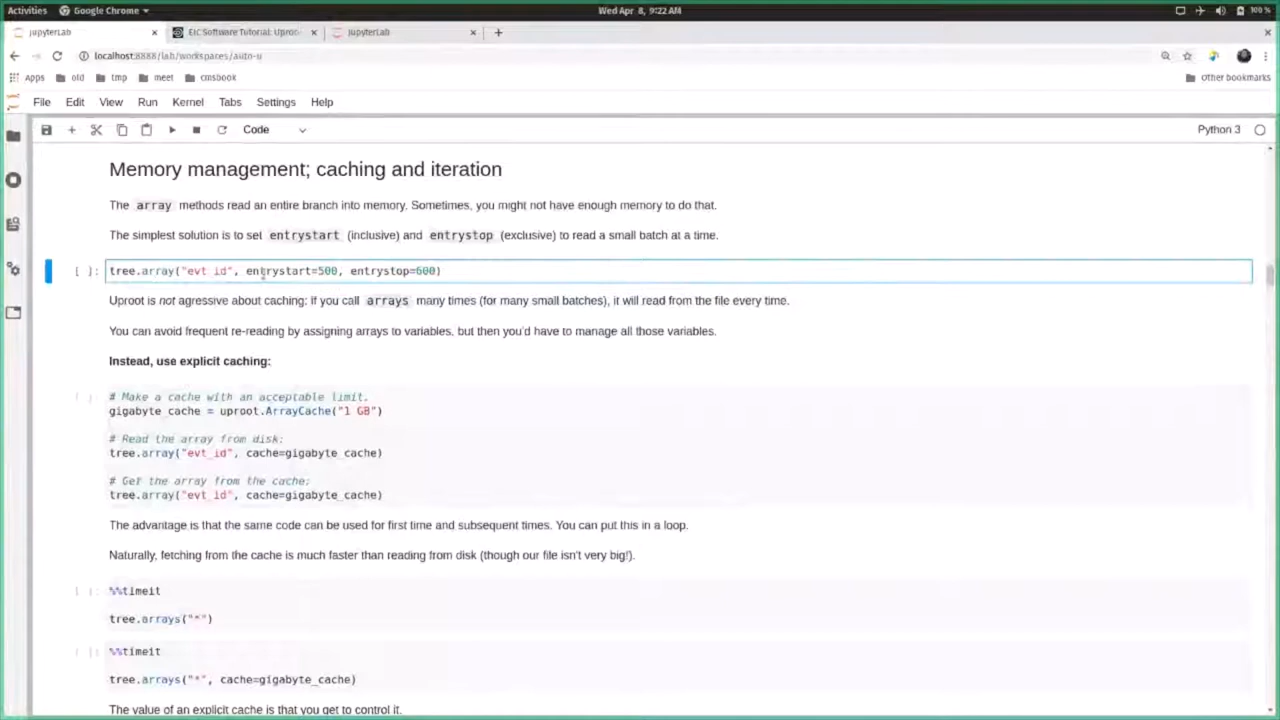 Activities Google Chrome Wed Apr 8, 9:22 AM 100 %
JupyterLab EIC Software Tutorial: Uproo JupyterLab
localhost:8888/lab/workspaces/auto-u
Apps old tmp meet cmsbook Other bookmarks
File Edit View Run Kernel Tabs Settings Help
Code Python 3
Memory management; caching and iteration
The array methods read an entire branch into memory. Sometimes, you might not have enough memory to do that.
The simplest solution is to set entrystart (inclusive) and entrystop (exclusive) to read a small batch at a time.
[ ]: tree.array("evt_id", entrystart=500, entrystop=600)
Uproot is not agressive about caching: if you call arrays many times (for many small batches), it will read from the file every time.
You can avoid frequent re-reading by assigning arrays to variables, but then you'd have to manage all those variables.
Instead, use explicit caching:
[ ]: # Make a cache with an acceptable limit.
gigabyte_cache = uproot.ArrayCache("1 GB")
# Read the array from disk:
tree.array("evt_id", cache=gigabyte_cache)
# Get the array from the cache:
tree.array("evt_id", cache=gigabyte_cache)
The advantage is that the same code can be used for first time and subsequent times. You can put this in a loop.
Naturally, fetching from the cache is much faster than reading from disk (though our file isn't very big!).
[ ]: %%timeit
tree.arrays("*")
[ ]: %%timeit
tree.arrays("*", cache=gigabyte_cache)
The value of an explicit cache is that you get to control it.